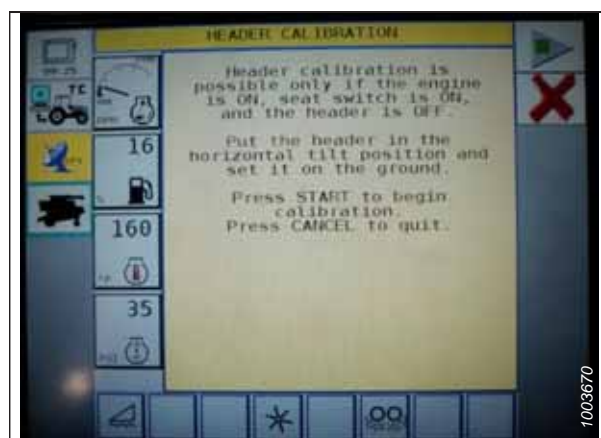 HEADER CALIBRATION
Header calibration is
possible only if the engine
is ON, seat switch is ON,
and the header is OFF.
Put the header in the
horizontal tilt position and
set it on the ground.
Press START to begin
calibration.
Press CANCEL to quit.
TC
16
160
35
1003670